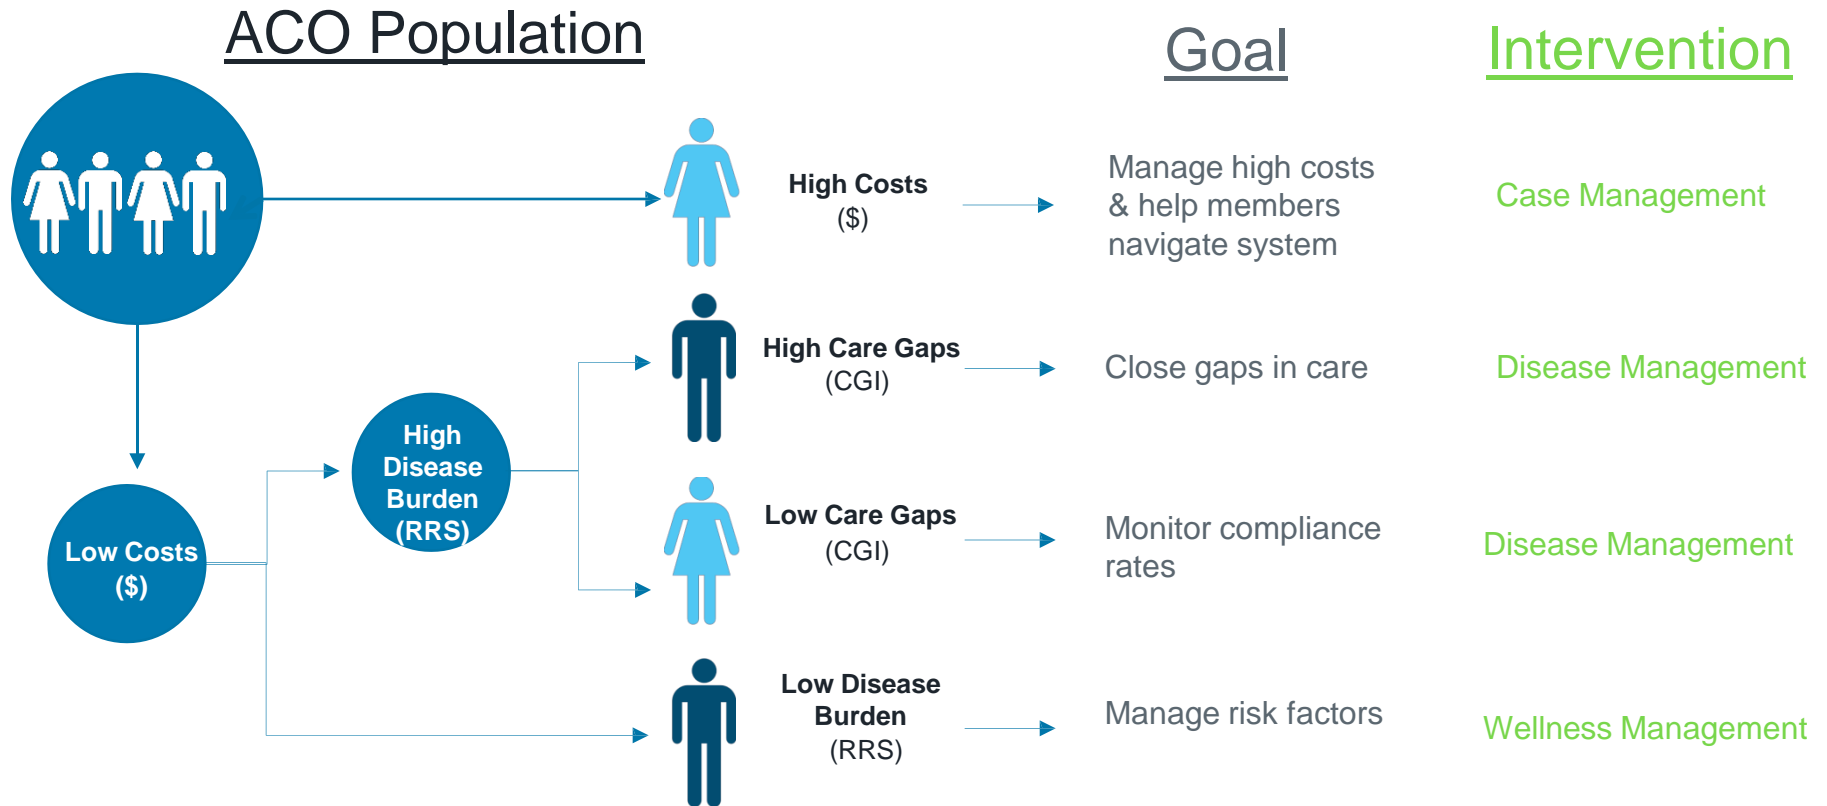 ACO Population
Goal
Intervention
High Costs
($)
Manage high costs
& help members
navigate system
Case Management
High Care Gaps
(CGI)
Close gaps in care
Disease Management
High
Disease
Burden
(RRS)
Low Care Gaps
(CGI)
Monitor compliance
rates
Disease Management
Low Costs
($)
Low Disease
Burden
(RRS)
Manage risk factors
Wellness Management